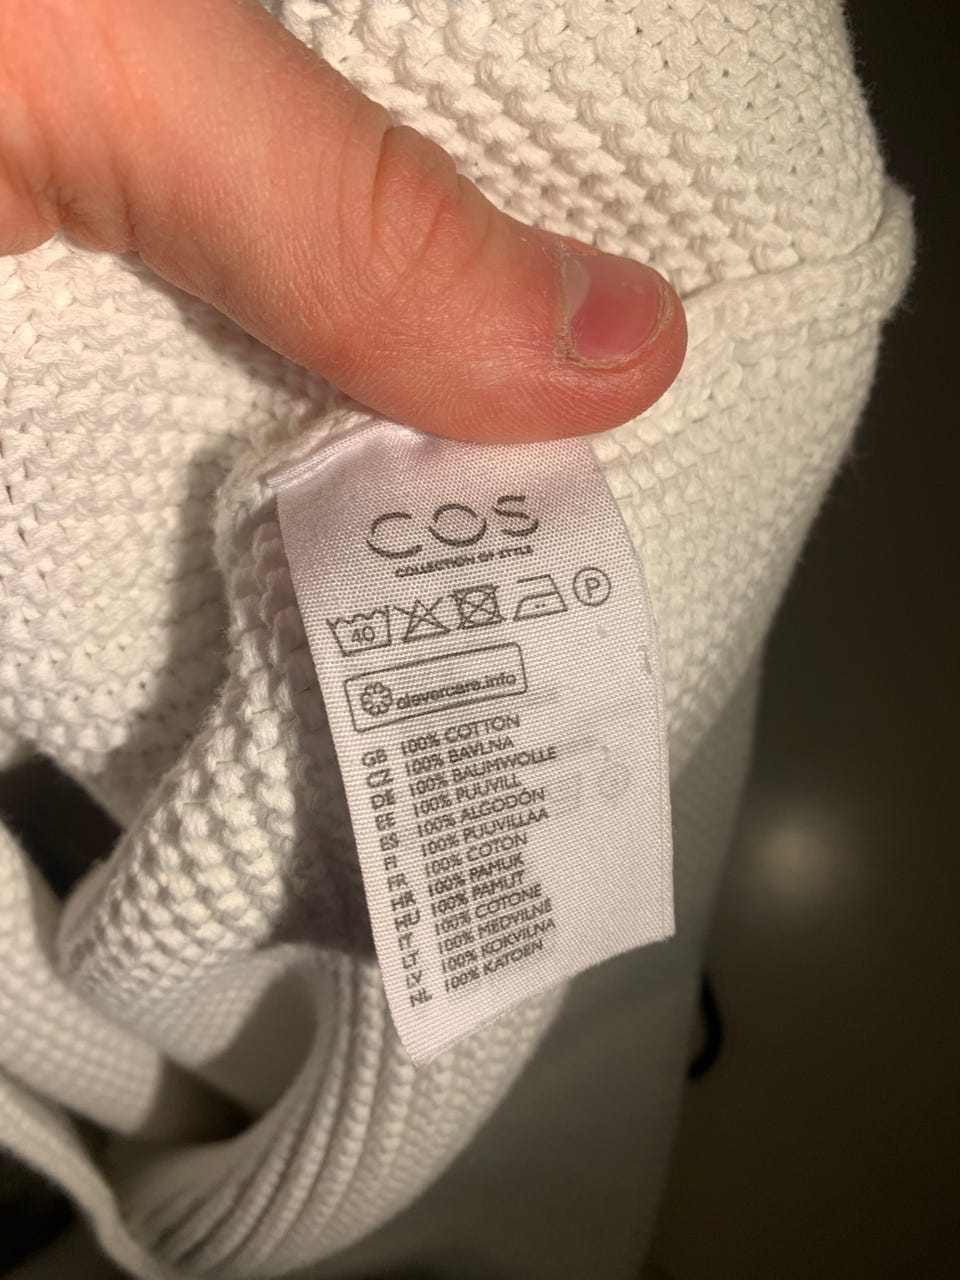 COS
COLLECTION OF STYLE
40 P
clevercare.info
GB 100% COTTON
CZ 100% BAVLNA
DE 100% BAUMWOLLE
EE 100% PUUVILL
ES 100% ALGODÓN
FI 100% PUUVILLAA
FR 100% COTON
HR 100% PAMUK
HU 100% PAMUT
IT 100% COTONE
LT 100% MEDVILNĖ
LV 100% KOKVILNA
NL 100% KATOEN